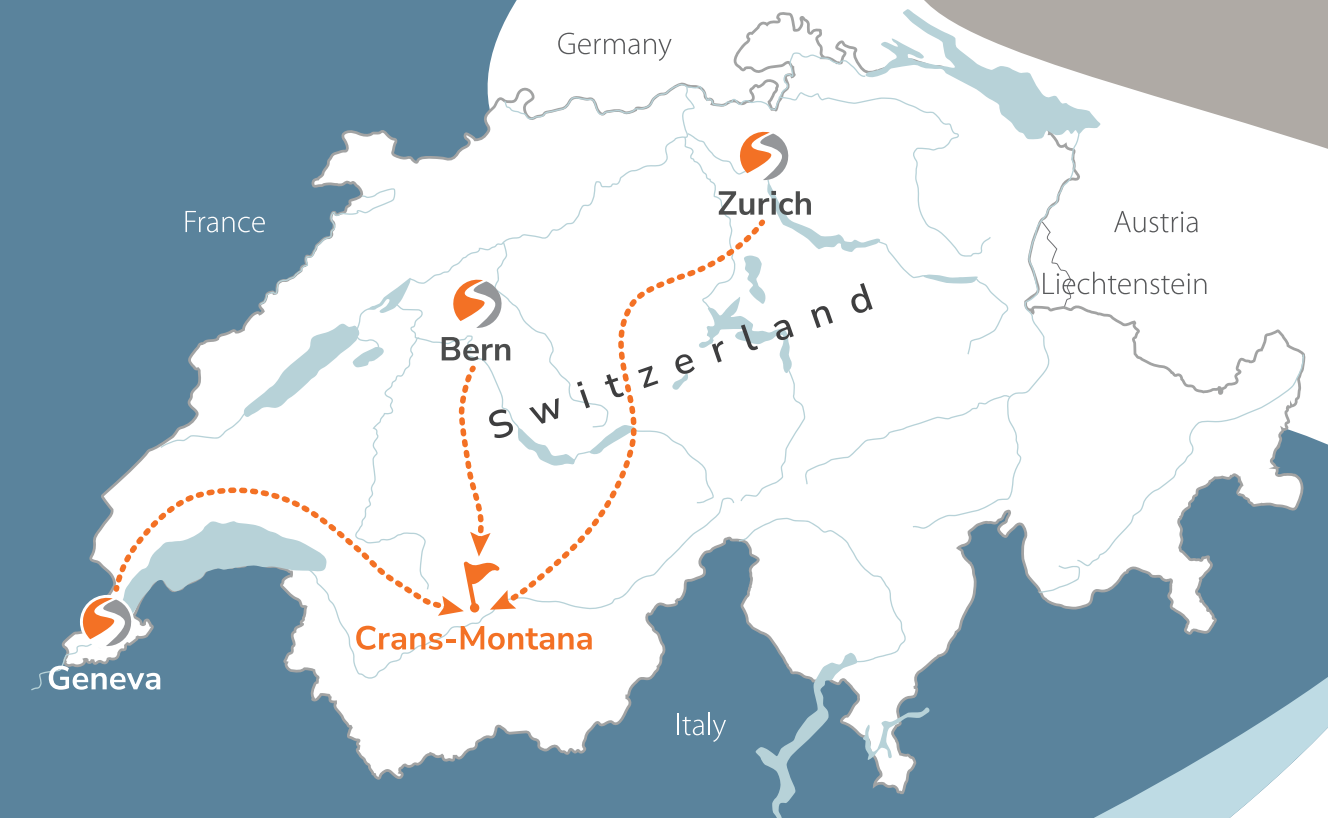 Germany
Zurich
France
Austria
Liechtenstein
Switzerland
Bern
Crans-Montana
Geneva
Italy